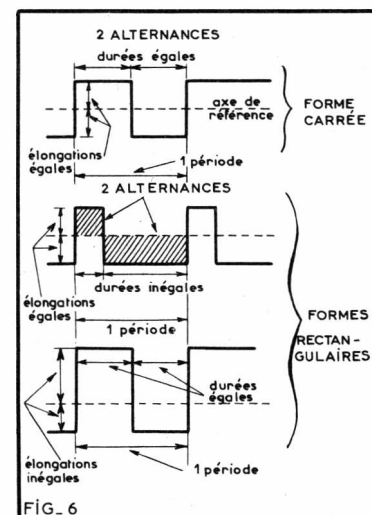 2 ALTERNANCES
durées égales
axe de
référence
FORME
CARRÉE
élongations
égales
1 période
2 ALTERNANCES
élongations
égales
durées inégales
1 période
FORMES
RECTAN-
GULAIRES
durées
égales
élongations
inégales
1 période
FIG_6